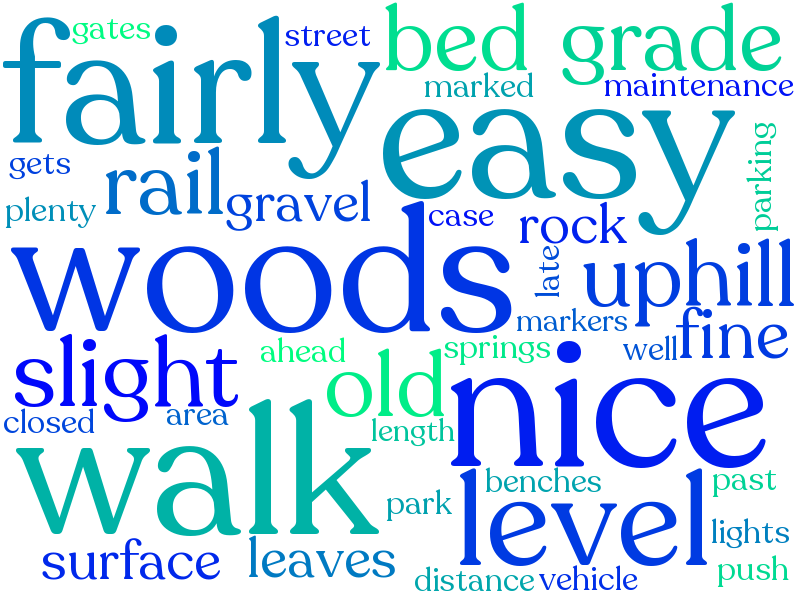 gates
fairly
street
bed
grade
marked
maintenance
easy
gets
rail
parking
plenty
gravel
case
rock
woods
late
uphill
markers
fine
well
slight
ahead
springs
old
nice
closed
area
length
walk
park
benches
past
level
lights
surface
leaves
distance
vehicle
push